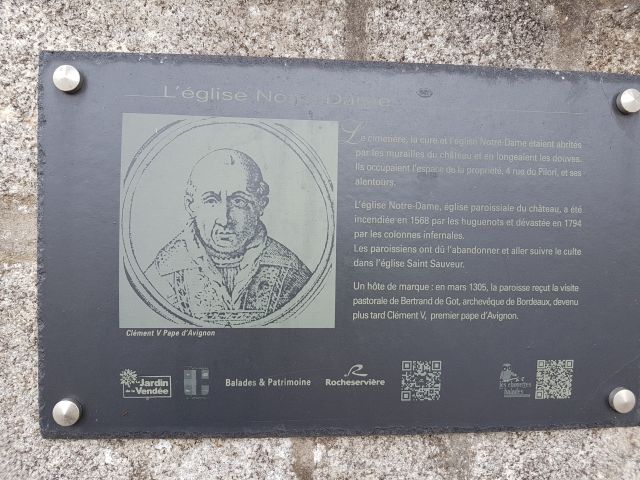 L'église Notre-Dame
Le cimetière, la cure et l'église Notre-Dame étaient abrités
par les murailles du château et en longeaient les douves.
Ils occupaient l'espace de la propriété, 4 rue du Pilori, et ses
alentours.
L'église Notre-Dame, église paroissiale du château, a été
incendiée en 1568 par les huguenots et dévastée en 1794
par les colonnes infernales.
Les paroissiens ont dû l'abandonner et aller suivre le culte
dans l'église Saint Sauveur.
Un hôte de marque : en mars 1305, la paroisse reçut la visite
pastorale de Bertrand de Got, archevêque de Bordeaux, devenu
plus tard Clément V, premier pape d'Avignon.
Clément V Pape d'Avignon
Le Jardin
de la Vendée
Balades & Patrimoine
Rocheservière
balades